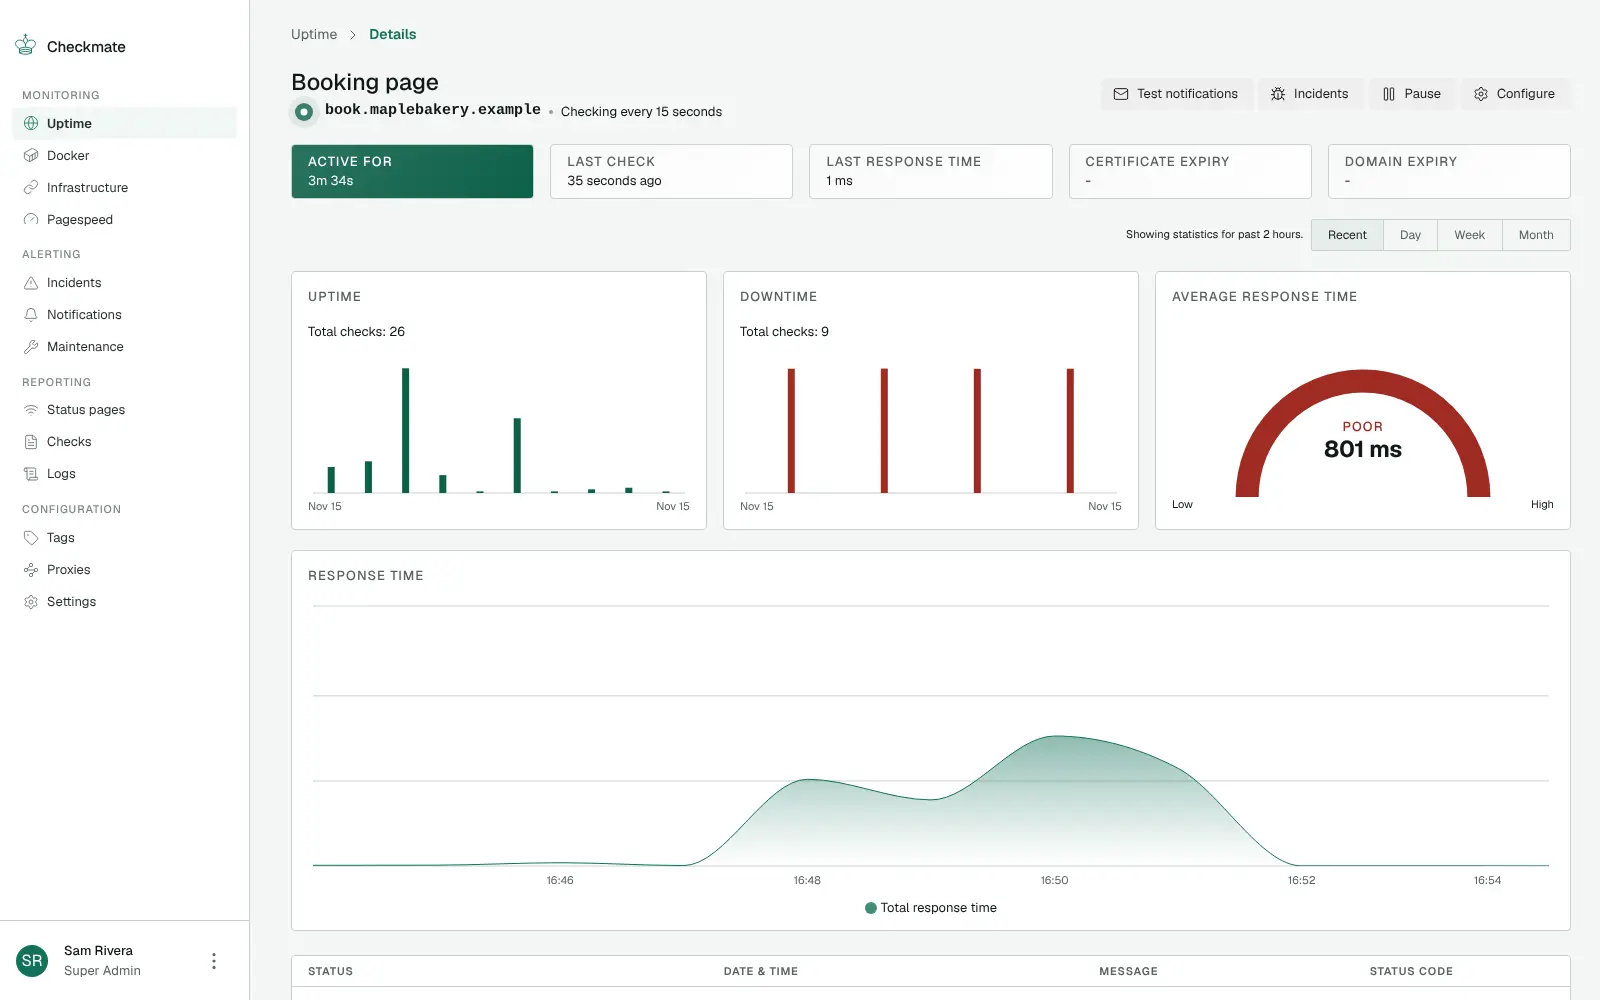 Checkmate
MONITORING
Uptime
Docker
Infrastructure
Pagespeed
ALERTING
Incidents
Notifications
Maintenance
REPORTING
Status pages
Checks
Logs
CONFIGURATION
Tags
Proxies
Settings
SR
Sam Rivera
Super Admin
Uptime
Details
Booking page
book.maplebakery.example • Checking every 15 seconds
Test notifications
Incidents
Pause
Configure
ACTIVE FOR
3m 34s
LAST CHECK
35 seconds ago
LAST RESPONSE TIME
1 ms
CERTIFICATE EXPIRY
-
DOMAIN EXPIRY
-
Showing statistics for past 2 hours.
Recent
Day
Week
Month
UPTIME
Total checks: 26
Nov 15
Nov 15
DOWNTIME
Total checks: 9
Nov 15
Nov 15
AVERAGE RESPONSE TIME
POOR
801 ms
Low
High
RESPONSE TIME
16:46
16:48
16:50
16:52
16:54
Total response time
STATUS
DATE & TIME
MESSAGE
STATUS CODE